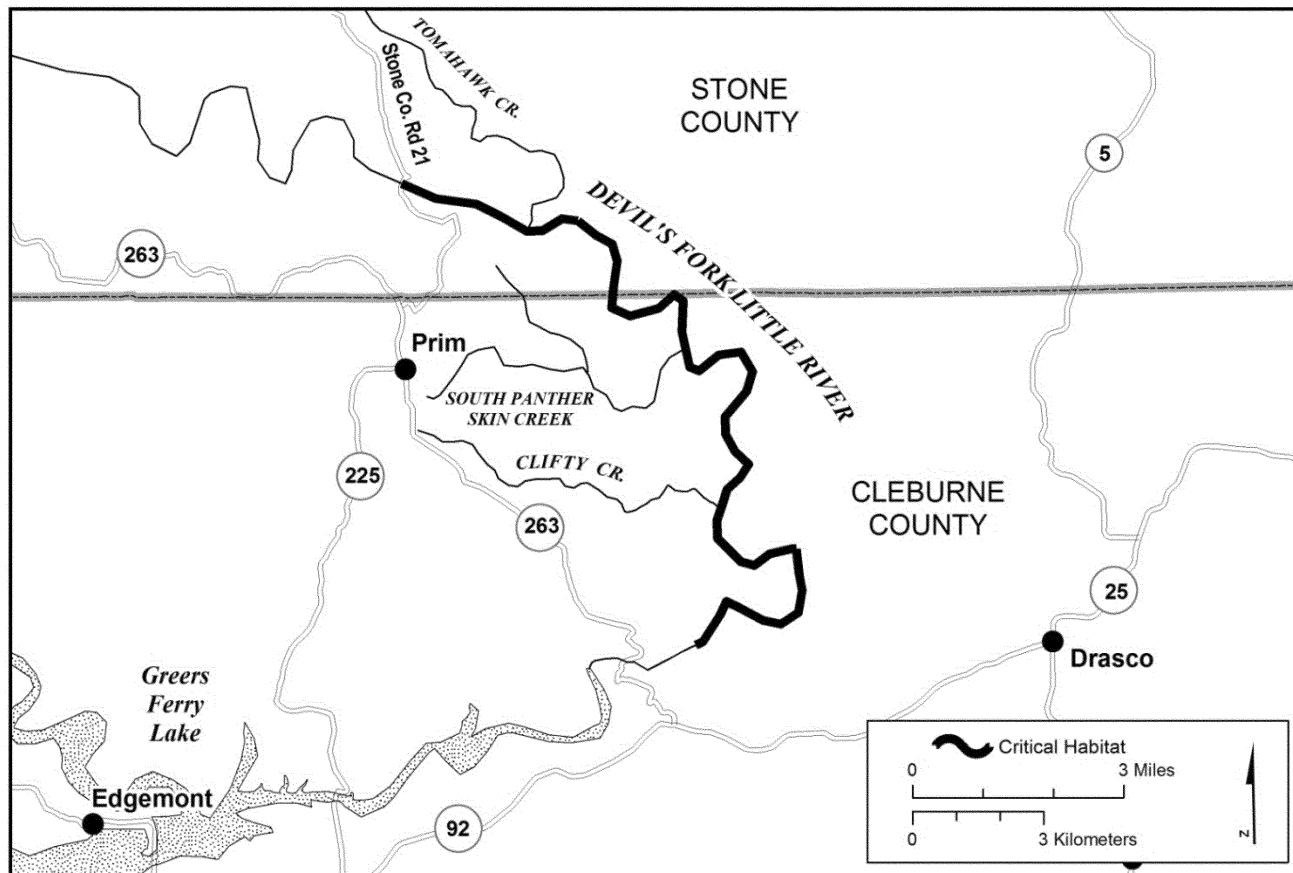 TOMAHAWK CR.
Stone Co. Rd 21
STONE
COUNTY
5
DEVIL'S FORK LITTLE RIVER
263
Prim
SOUTH PANTHER
SKIN CREEK
CLIFTY CR.
225
263
CLEBURNE
COUNTY
25
Drasco
Greers
Ferry
Lake
Edgemont
92
Critical Habitat
0 3 Miles
0 3 Kilometers
N